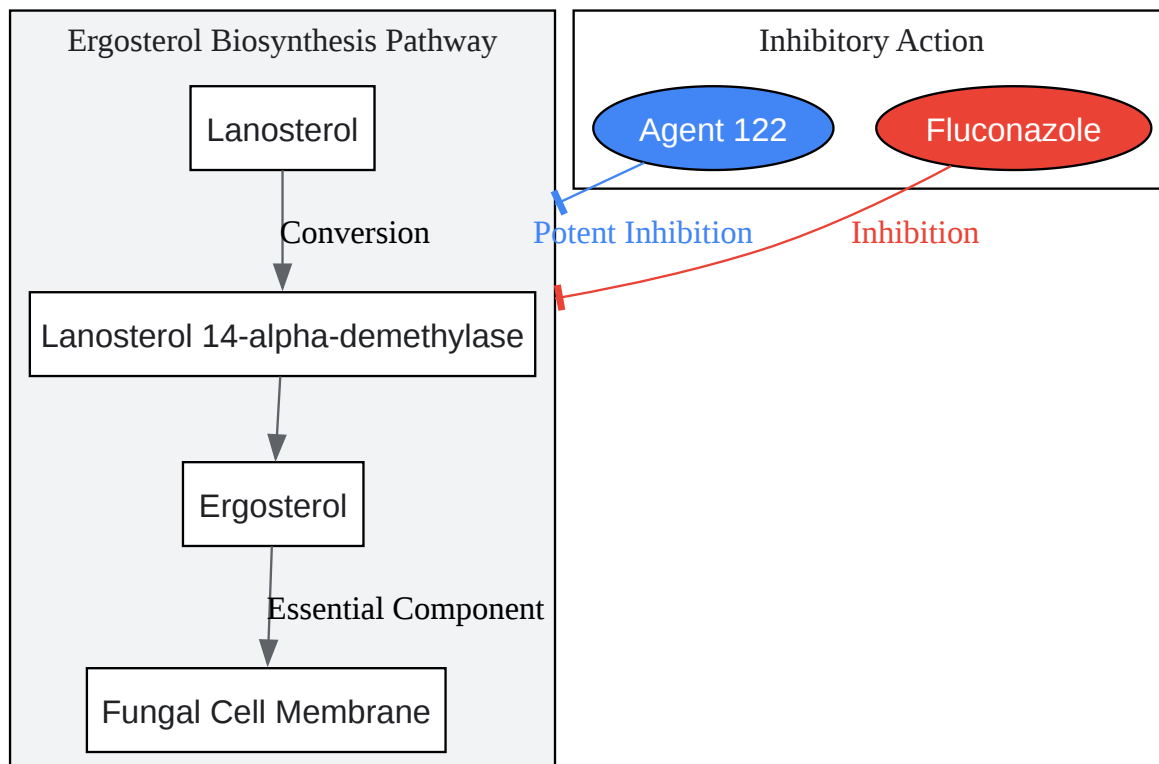 Ergosterol Biosynthesis Pathway
Inhibitory Action
Lanosterol
Agent 122
Fluconazole
Conversion
Potent Inhibition
Inhibition
Lanosterol 14-alpha-demethylase
Ergosterol
Essential Component
Fungal Cell Membrane